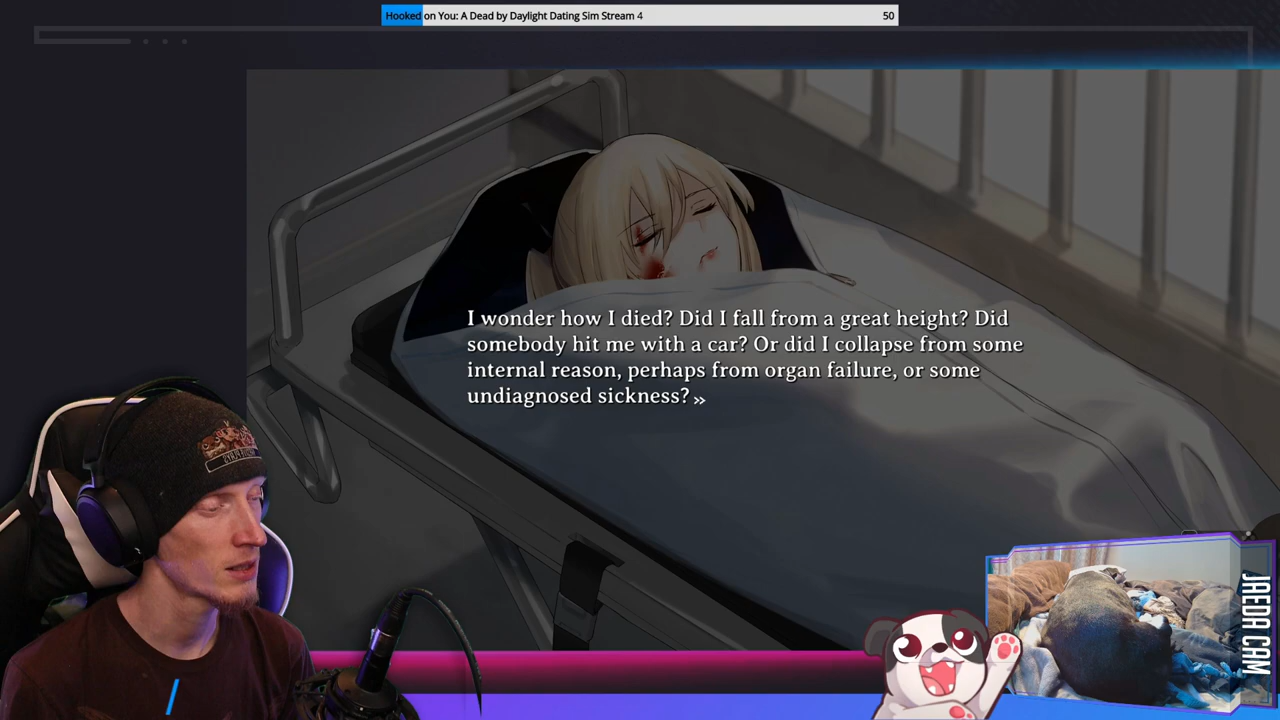 Hooked on You: A Dead by Daylight Dating Sim Stream 4 50
I wonder how I died? Did I fall from a great height? Did
somebody hit me with a car? Or did I collapse from some
internal reason, perhaps from organ failure, or some
undiagnosed sickness? »
JAEDA CAM